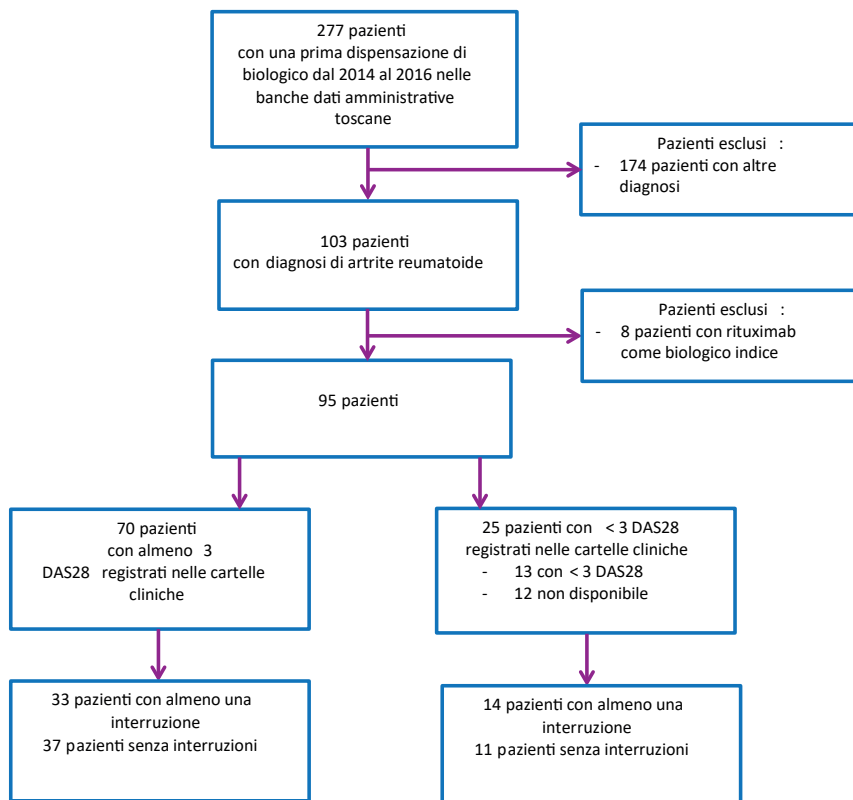 277 pazienti
con una prima dispensazione di
biologico dal 2014 al 2016 nelle
banche dati amministrative
toscane
Pazienti esclusi :
- 174 pazienti con altre
diagnosi
103 pazienti
con diagnosi di artrite reumatoide
Pazienti esclusi :
- 8 pazienti con rituximab
come biologico indice
95 pazienti
70 pazienti
con almeno 3
DAS28 registrati nelle cartelle
cliniche
25 pazienti con < 3 DAS28
registrati nelle cartelle cliniche
- 13 con < 3 DAS28
- 12 non disponibile
33 pazienti con almeno una
interruzione
37 pazienti senza interruzioni
14 pazienti con almeno una
interruzione
11 pazienti senza interruzioni